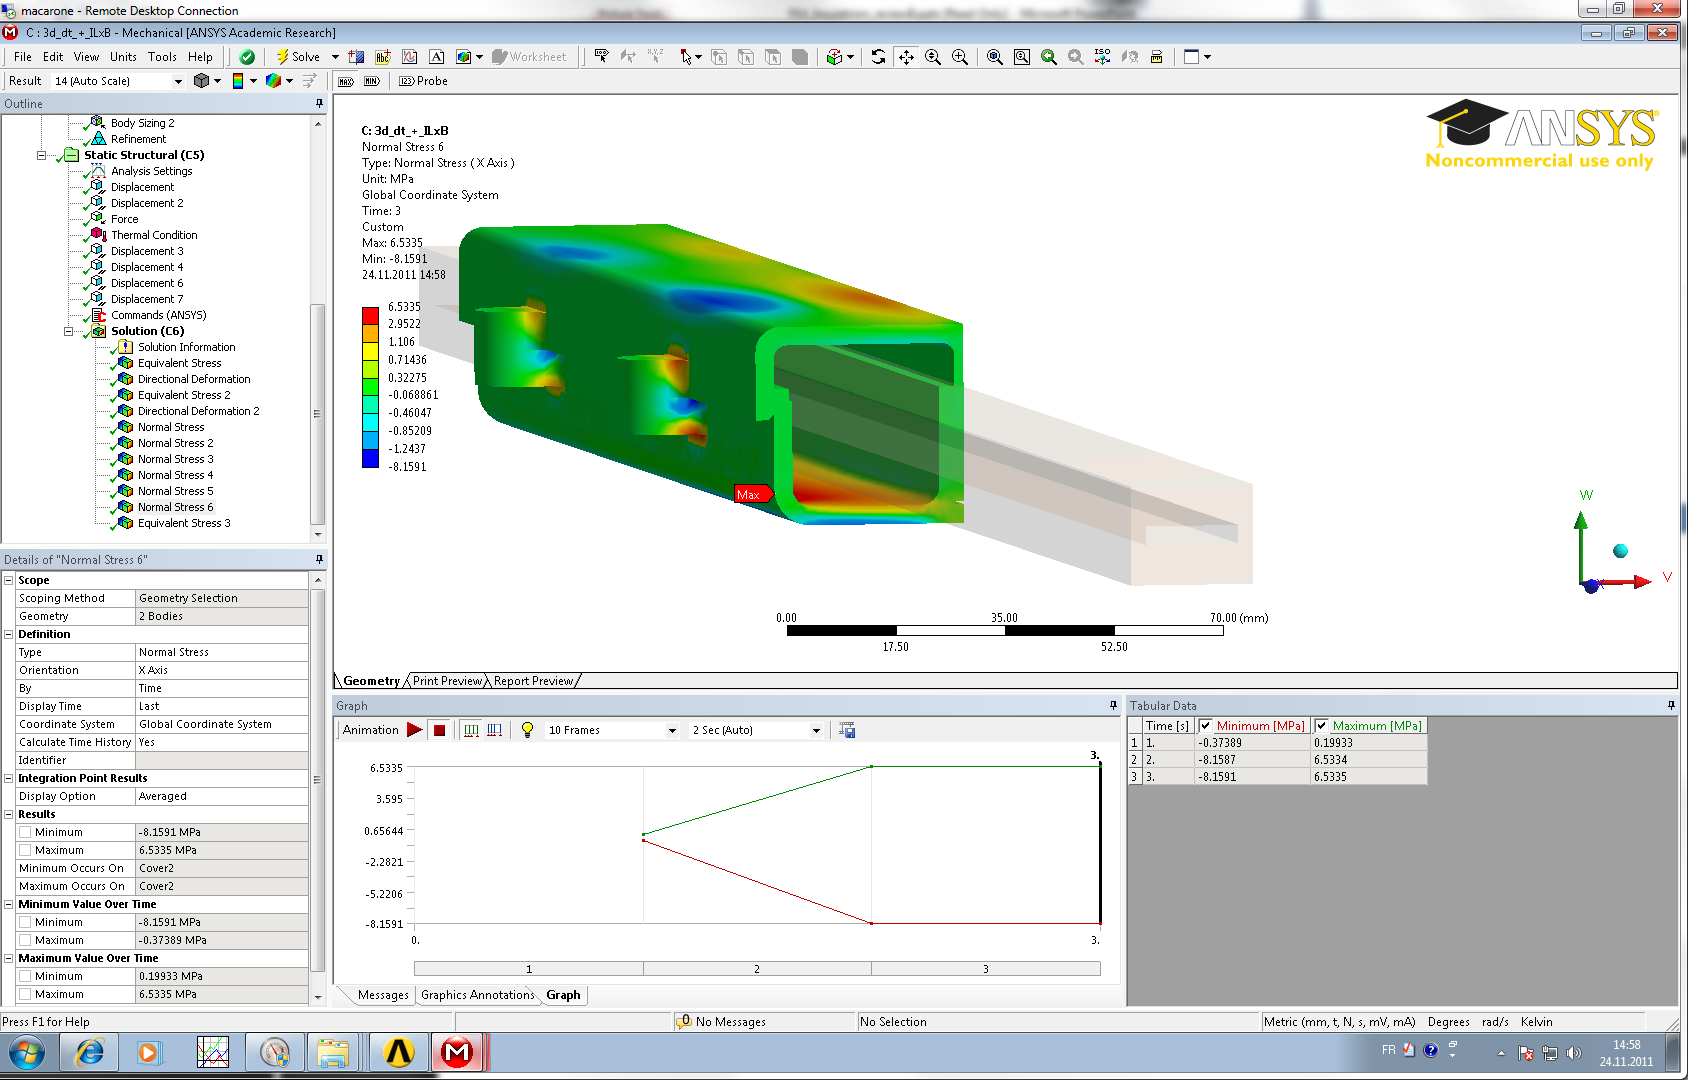 macarone - Remote Desktop Connection
C : 3d_dt_+_ILxB - Mechanical [ANSYS Academic Research]
File Edit View Units Tools Help Solve Worksheet
Result 14 (Auto Scale) MAX MIN Probe
Outline
Body Sizing 2
Refinement
Static Structural (C5)
Analysis Settings
Displacement
Displacement 2
Force
Thermal Condition
Displacement 3
Displacement 4
Displacement 6
Displacement 7
Commands (ANSYS)
Solution (C6)
Solution Information
Equivalent Stress
Directional Deformation
Equivalent Stress 2
Directional Deformation 2
Normal Stress
Normal Stress 2
Normal Stress 3
Normal Stress 4
Normal Stress 5
Normal Stress 6
Equivalent Stress 3
Details of "Normal Stress 6"
Scope
Scoping Method Geometry Selection
Geometry 2 Bodies
Definition
Type Normal Stress
Orientation X Axis
By Time
Display Time Last
Coordinate System Global Coordinate System
Calculate Time History Yes
Identifier
Integration Point Results
Display Option Averaged
Results
Minimum -8.1591 MPa
Maximum 6.5335 MPa
Minimum Occurs On Cover2
Maximum Occurs On Cover2
Minimum Value Over Time
Minimum -8.1591 MPa
Maximum -0.37389 MPa
Maximum Value Over Time
Minimum 0.19933 MPa
Maximum 6.5335 MPa
C: 3d_dt_+_ILxB
Normal Stress 6
Type: Normal Stress ( X Axis )
Unit: MPa
Global Coordinate System
Time: 3
Custom
Max: 6.5335
Min: -8.1591
24.11.2011 14:58
6.5335
2.9522
1.106
0.71436
0.32275
-0.068861
-0.46047
-0.85209
-1.2437
-8.1591
Max
ANSYS
Noncommercial use only
W
V
0.00 35.00 70.00 (mm)
17.50 52.50
Geometry Print Preview Report Preview
Graph
Animation 10 Frames 2 Sec (Auto)
3.
6.5335
3.595
0.65644
-2.2821
-5.2206
-8.1591
0. 3.
1 2 3
Messages Graphics Annotations Graph
Tabular Data
Time [s] Minimum [MPa] Maximum [MPa]
1 1. -0.37389 0.19933
2 2. -8.1587 6.5334
3 3. -8.1591 6.5335
Press F1 for Help 0 No Messages No Selection Metric (mm, t, N, s, mV, mA) Degrees rad/s Kelvin
FR 14:58
24.11.2011